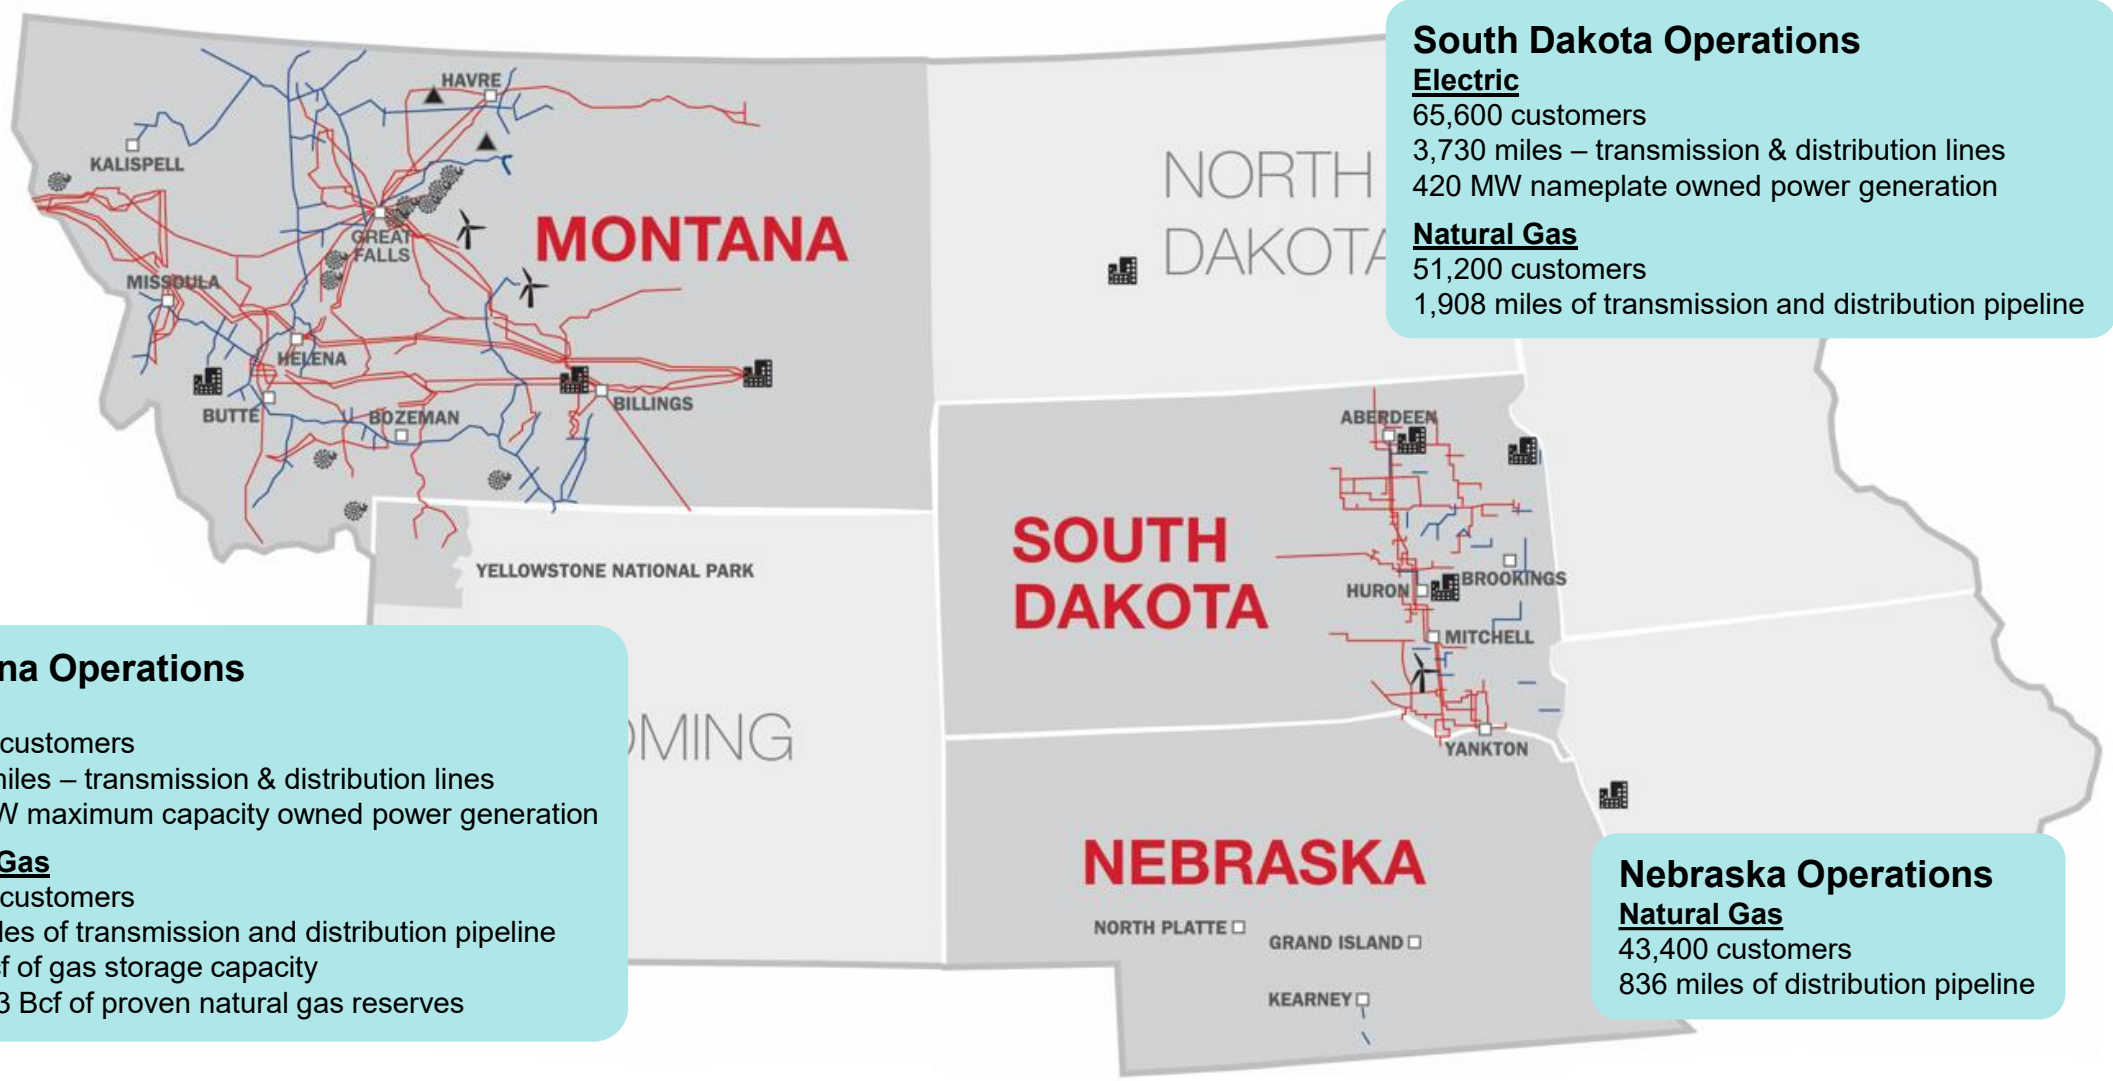 South Dakota Operations
Electric
65,600 customers
3,730 miles – transmission & distribution lines
420 MW nameplate owned power generation
Natural Gas
51,200 customers
1,908 miles of transmission and distribution pipeline
HAVRE
KALISPELL
GREAT
FALLS
MONTANA
MISSOULA
HELENA
BUTTE
BOZEMAN
BILLINGS
YELLOWSTONE NATIONAL PARK
NORTH
DAKOTA
ABERDEEN
SOUTH
DAKOTA
HURON
BROOKINGS
MITCHELL
YANKTON
na Operations
customers
miles – transmission & distribution lines
W maximum capacity owned power generation
Gas
customers
les of transmission and distribution pipeline
cf of gas storage capacity
3 Bcf of proven natural gas reserves
OMING
NEBRASKA
NORTH PLATTE
GRAND ISLAND
KEARNEY
Nebraska Operations
Natural Gas
43,400 customers
836 miles of distribution pipeline